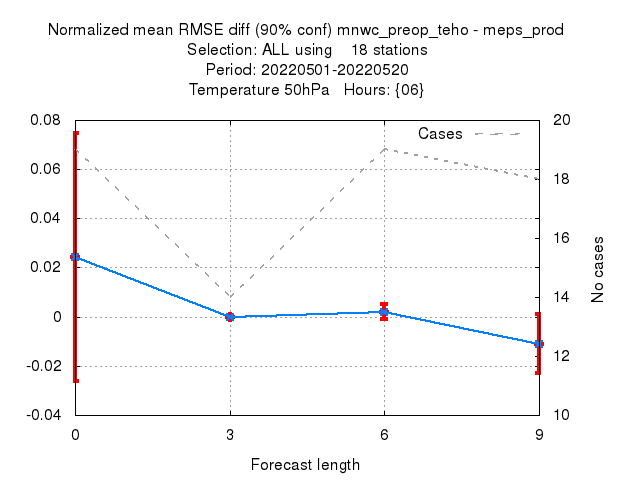 Normalized mean RMSE diff (90% conf) mnwc_preop_teho - meps_prod
Selection: ALL using 18 stations
Period: 20220501-20220520
Temperature 50hPa Hours: {06}
0.08
0.06
0.04
0.02
0
-0.02
-0.04
20
18
16
14
12
10
Cases
No cases
0 3 6 9
Forecast length